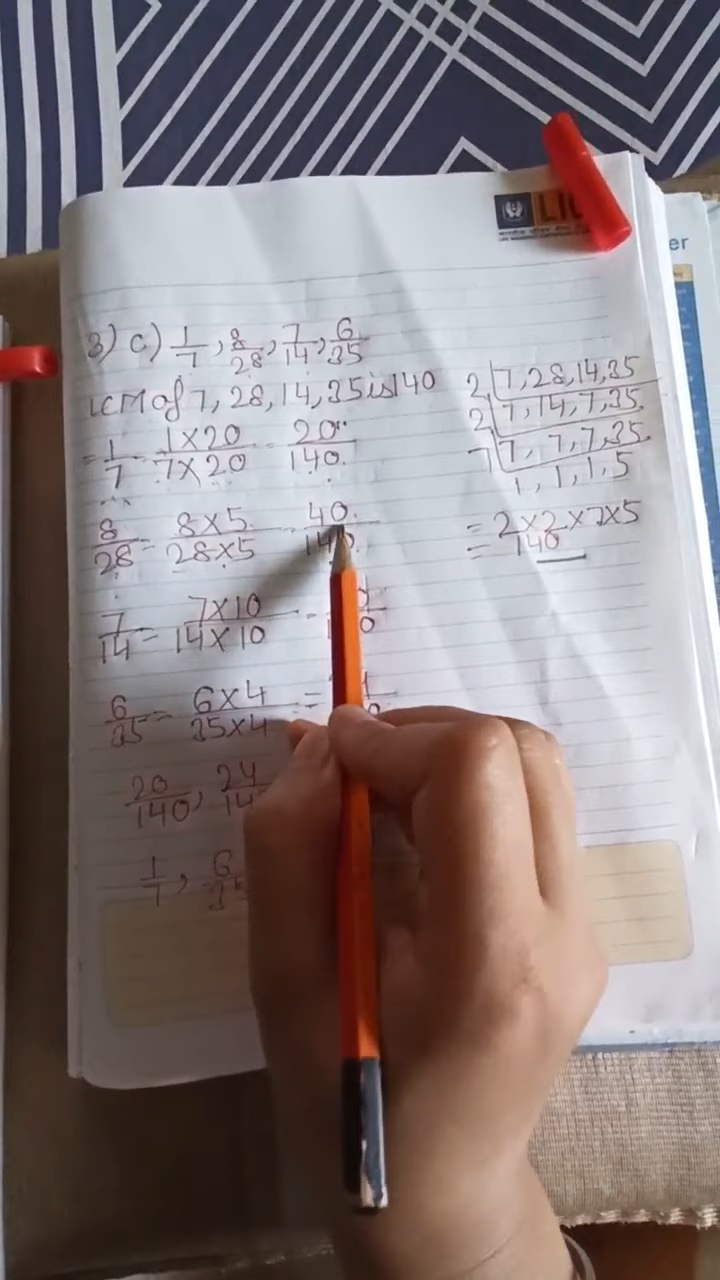 3) c) 1/7, 8/28, 7/14, 6/35
LCM of 7, 28, 14, 35 is 140
= 1/7 = 1×20/7×20 = 20/140
8/28 = 8×5/28×5 = 40/140
7/14 = 7×10/14×10 =
6/35 = 6×4/35×4 =
20/140, 24/14
1/7, 6/35
2 | 7, 28, 14, 35
2 | 7, 14, 7, 35
7 | 7, 7, 7, 35
1, 1, 1, 5
= 2×2×7×5
= 140
LIC
er